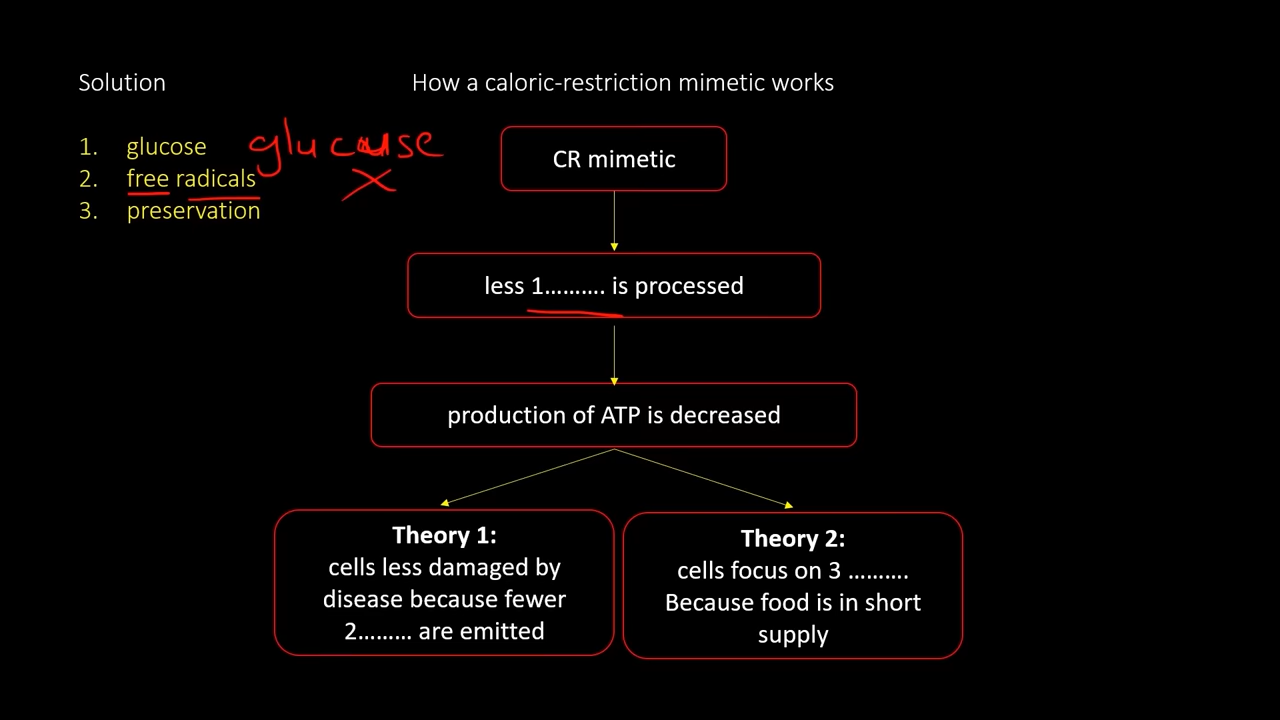 Solution
How a caloric-restriction mimetic works
1. glucose
glucause
2. free radicals
3. preservation
CR mimetic
less 1.......... is processed
production of ATP is decreased
Theory 1:
cells less damaged by
disease because fewer
2......... are emitted
Theory 2:
cells focus on 3 ..........
Because food is in short
supply